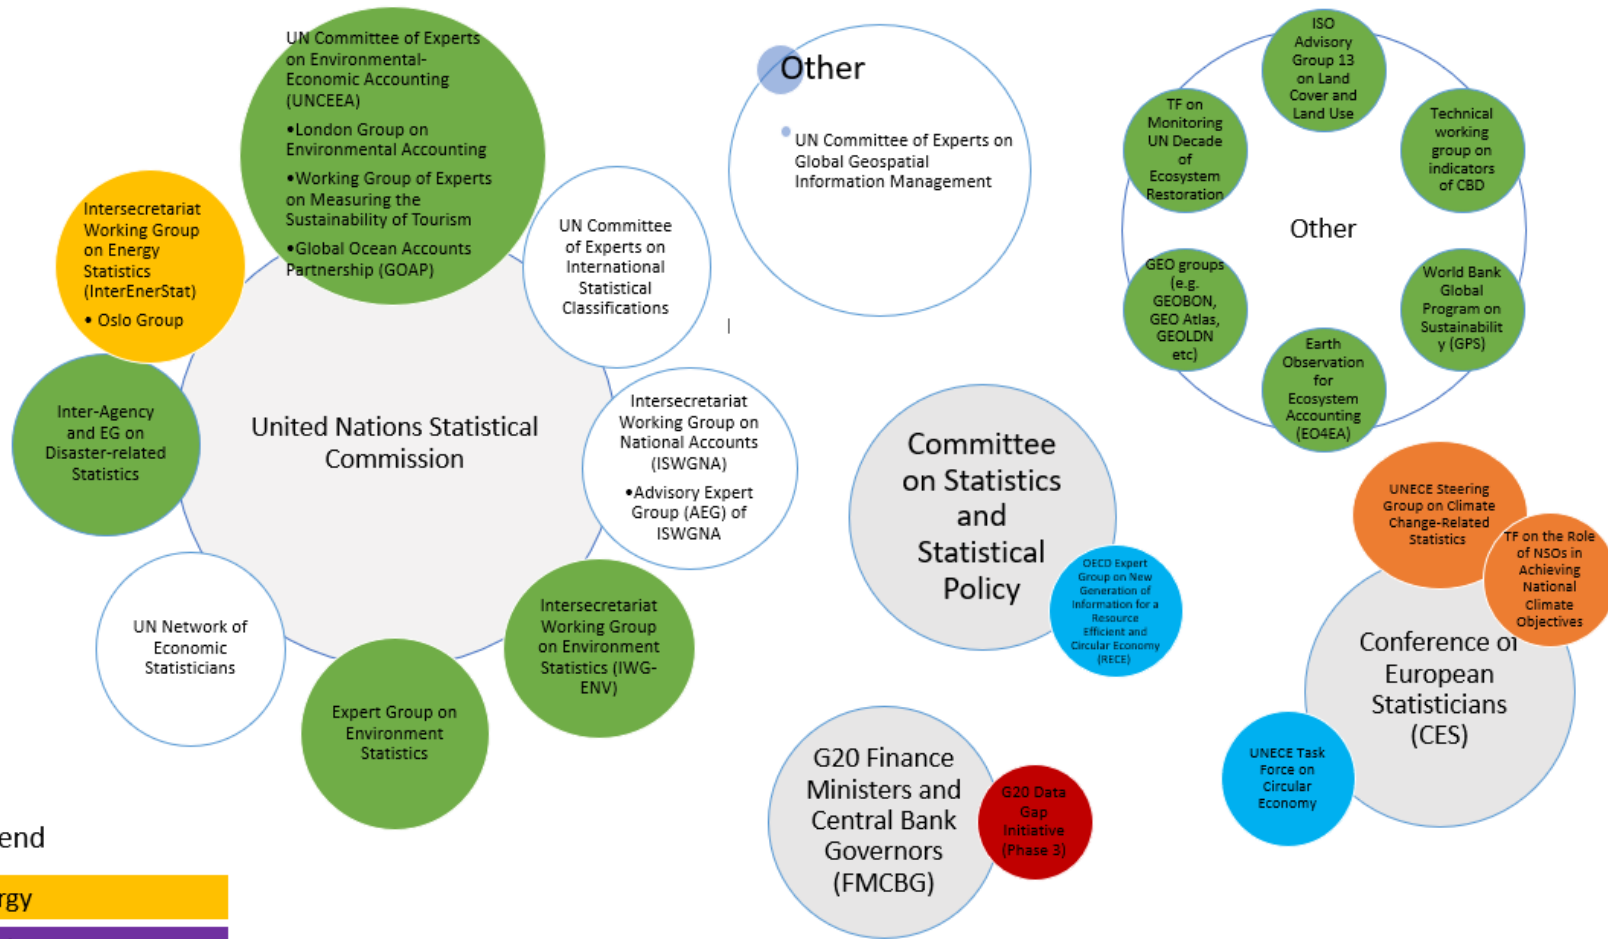 UN Committee of Experts
on Environmental-
Economic Accounting
(UNCEEA)
•London Group on
Environmental Accounting
•Working Group of Experts
on Measuring the
Sustainability of Tourism
•Global Ocean Accounts
Partnership (GOAP)
Intersecretariat
Working Group
on Energy
Statistics
(InterEnerStat)
• Oslo Group
UN Committee
of Experts on
International
Statistical
Classifications
Inter-Agency
and EG on
Disaster-related
Statistics
United Nations Statistical
Commission
Intersecretariat
Working Group on
National Accounts
(ISWGNA)
•Advisory Expert
Group (AEG) of
ISWGNA
UN Network of
Economic
Statisticians
Expert Group on
Environment
Statistics
Intersecretariat
Working Group
on Environment
Statistics (IWG-
ENV)
Other
• UN Committee of Experts on
Global Geospatial
Information Management
ISO
Advisory
Group 13
on Land
Cover and
Land Use
TF on
Monitoring
UN Decade
of
Ecosystem
Restoration
Technical
working
group on
indicators
of CBD
Other
GEO groups
(e.g.
GEOBON,
GEO Atlas,
GEOLDN
etc)
World Bank
Global
Program on
Sustainabilit
y (GPS)
Earth
Observation
for
Ecosystem
Accounting
(EO4EA)
Committee
on Statistics
and
Statistical
Policy
OECD Expert
Group on New
Generation of
Information for a
Resource
Efficient and
Circular Economy
(RECE)
UNECE Steering
Group on Climate
Change-Related
Statistics
TF on the Role
of NSOs in
Achieving
National
Climate
Objectives
Conference of
European
Statisticians
(CES)
UNECE Task
Force on
Circular
Economy
G20 Finance
Ministers and
Central Bank
Governors
(FMCBG)
G20 Data
Gap
Initiative
(Phase 3)
end
rgy